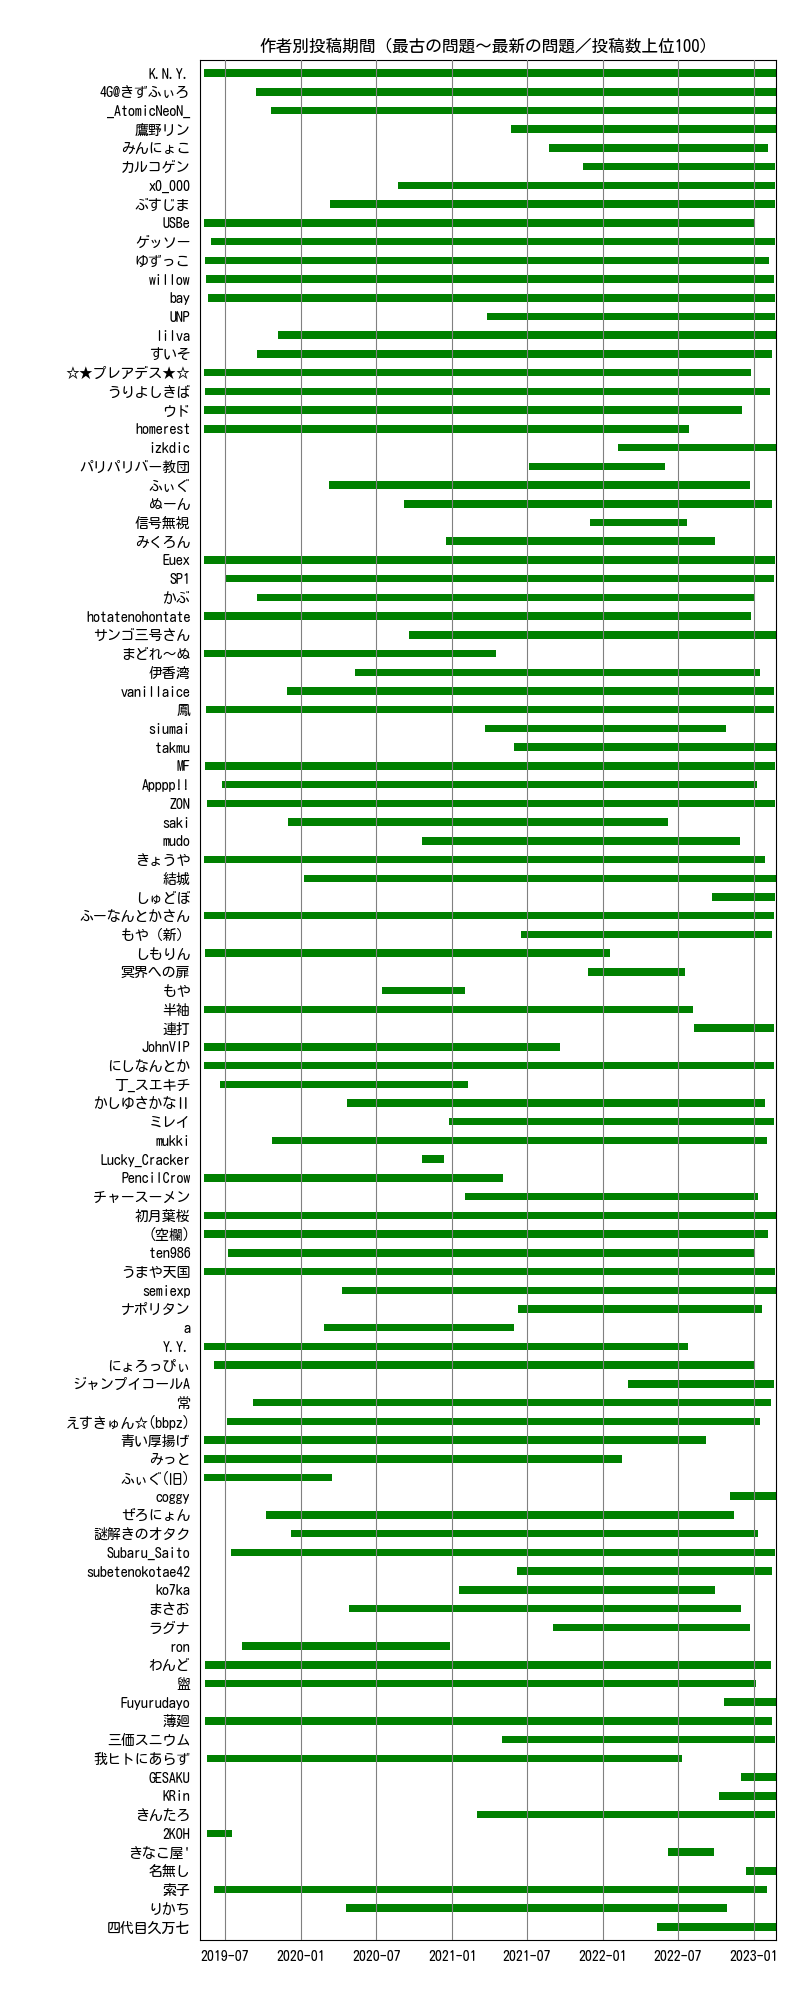 作者別投稿期間（最古の問題～最新の問題／投稿数上位100）
K.N.Y.
4G@きずふぃろ
_AtomicNeoN_
鷹野リン
みんにょこ
カルコゲン
x0_000
ぶすじま
USBe
ゲッソー
ゆずっこ
willow
bay
UNP
lilva
すいそ
☆★プレアデス★☆
うりよしきば
ウド
homerest
izkdic
パリパリバー教団
ふぃぐ
ぬーん
信号無視
みくろん
Euex
SP1
かぶ
hotatenohontate
サンゴ三号さん
まどれ～ぬ
伊香湾
vanillaice
鳳
siumai
takmu
MF
AppppII
ZON
saki
mudo
きょうや
結城
しゅどぼ
ふーなんとかさん
もや（新）
しもりん
冥界への扉
もや
半袖
連打
JohnVIP
にしなんとか
丁_スエキチ
かしゆさかなII
ミレイ
mukki
Lucky_Cracker
PencilCrow
チャースーメン
初月葉桜
(空欄)
ten986
うまや天国
semiexp
ナポリタン
a
Y.Y.
にょろっぴぃ
ジャンプイコールA
常
えすきゅん☆(bbpz)
青い厚揚げ
みっと
ふぃぐ(旧)
coggy
ぜろにょん
謎解きのオタク
Subaru_Saito
subetenokotae42
ko7ka
まさお
ラグナ
ron
わんど
盥
Fuyurudayo
薄廻
三価スニウム
我ヒトにあらず
GESAKU
KRin
きんたろ
2KOH
きなこ屋'
名無し
索子
りかち
四代目久万七
2019-07 2020-01 2020-07 2021-01 2021-07 2022-01 2022-07 2023-01